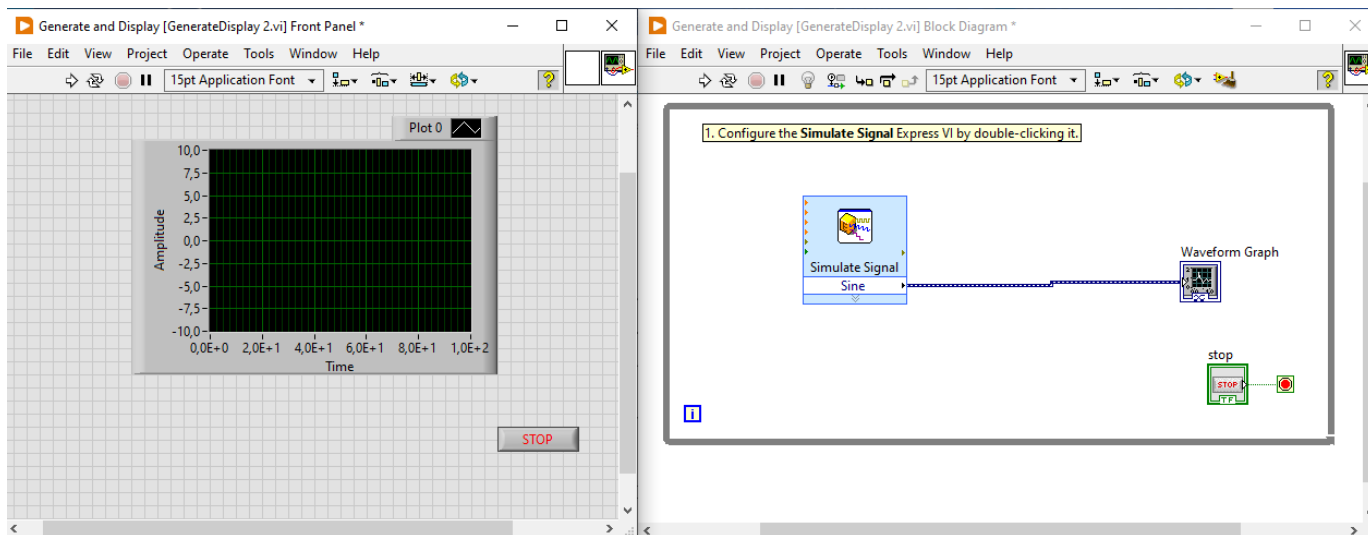 Generate and Display [GenerateDisplay 2.vi] Front Panel *
File Edit View Project Operate Tools Window Help
15pt Application Font
Plot 0
10,0
7,5
5,0
2,5
0,0
-2,5
-5,0
-7,5
-10,0
Amplitude
0,0E+0 2,0E+1 4,0E+1 6,0E+1 8,0E+1 1,0E+2
Time
STOP
Generate and Display [GenerateDisplay 2.vi] Block Diagram *
File Edit View Project Operate Tools Window Help
15pt Application Font
1. Configure the Simulate Signal Express VI by double-clicking it.
Simulate Signal
Sine
Waveform Graph
stop
STOP
TF
i